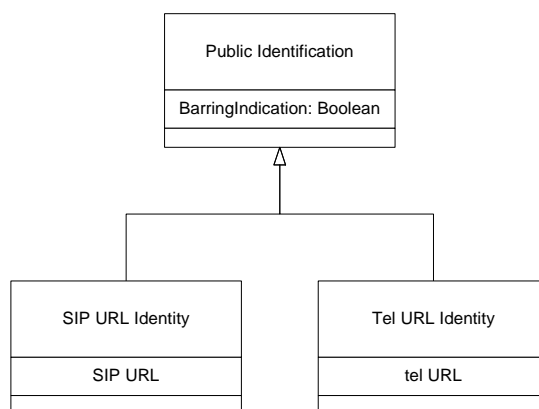 Public Identification
BarringIndication: Boolean
SIP URL Identity
Tel URL Identity
SIP URL
tel URL